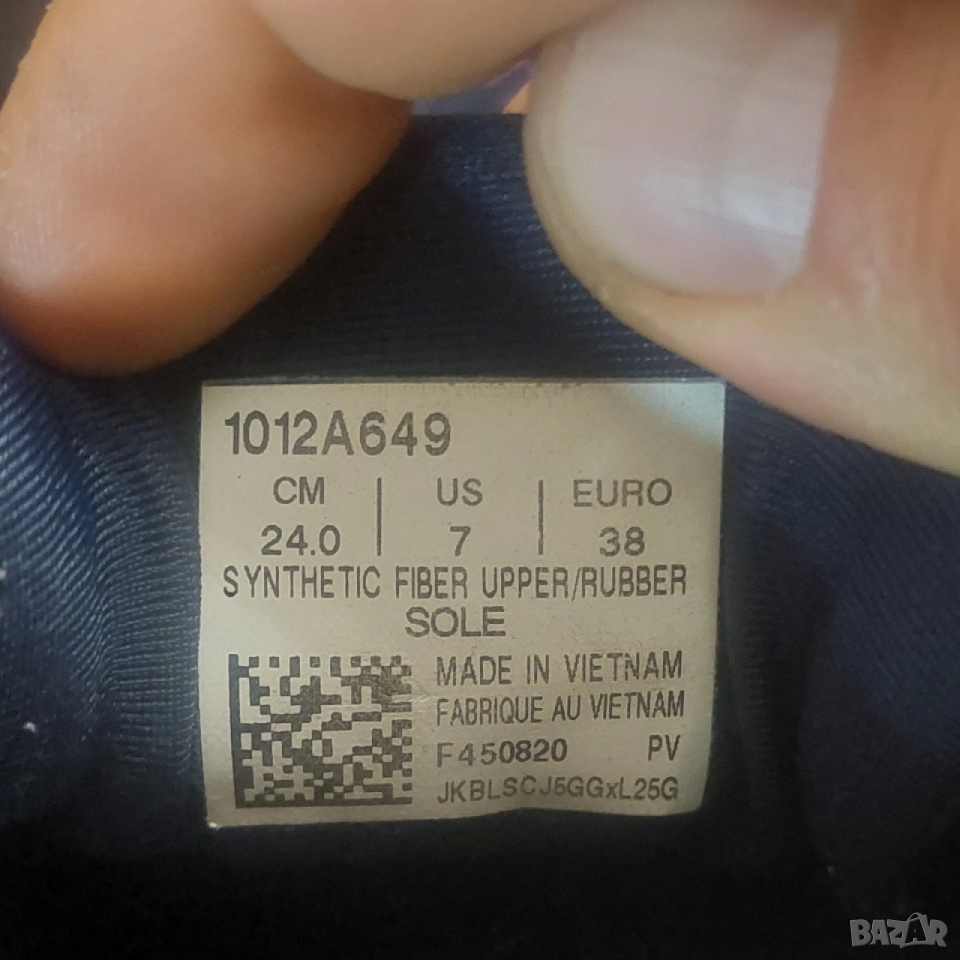 1012A649
CM | US | EURO
24.0 | 7 | 38
SYNTHETIC FIBER UPPER/RUBBER
SOLE
MADE IN VIETNAM
FABRIQUE AU VIETNAM
F450820 PV
JKBLSCJ5GGxL25G
BAZAR